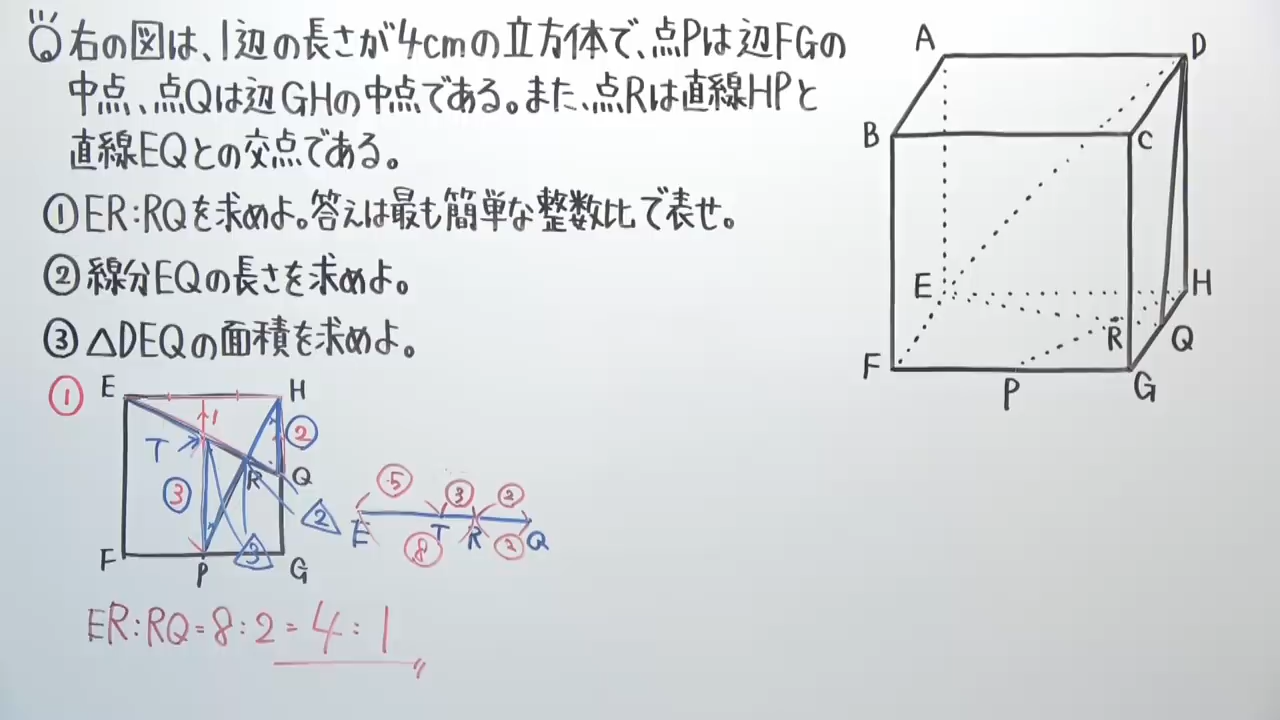 Q 右の図は、1辺の長さが4cmの立方体で、点Pは辺FGの
中点、点Qは辺GHの中点である。また、点Rは直線HPと
直線EQとの交点である。
①ER:RQを求めよ。答えは最も簡単な整数比で表せ。
②線分EQの長さを求めよ。
③△DEQの面積を求めよ。
A
D
B
C
E
H
R
Q
F
P
G
①
E
H
1
②
T
③
R
Q
2
3
F
P
G
⑤
③
②
E
T
R
Q
⑧
②
ER:RQ=8:2=4:1